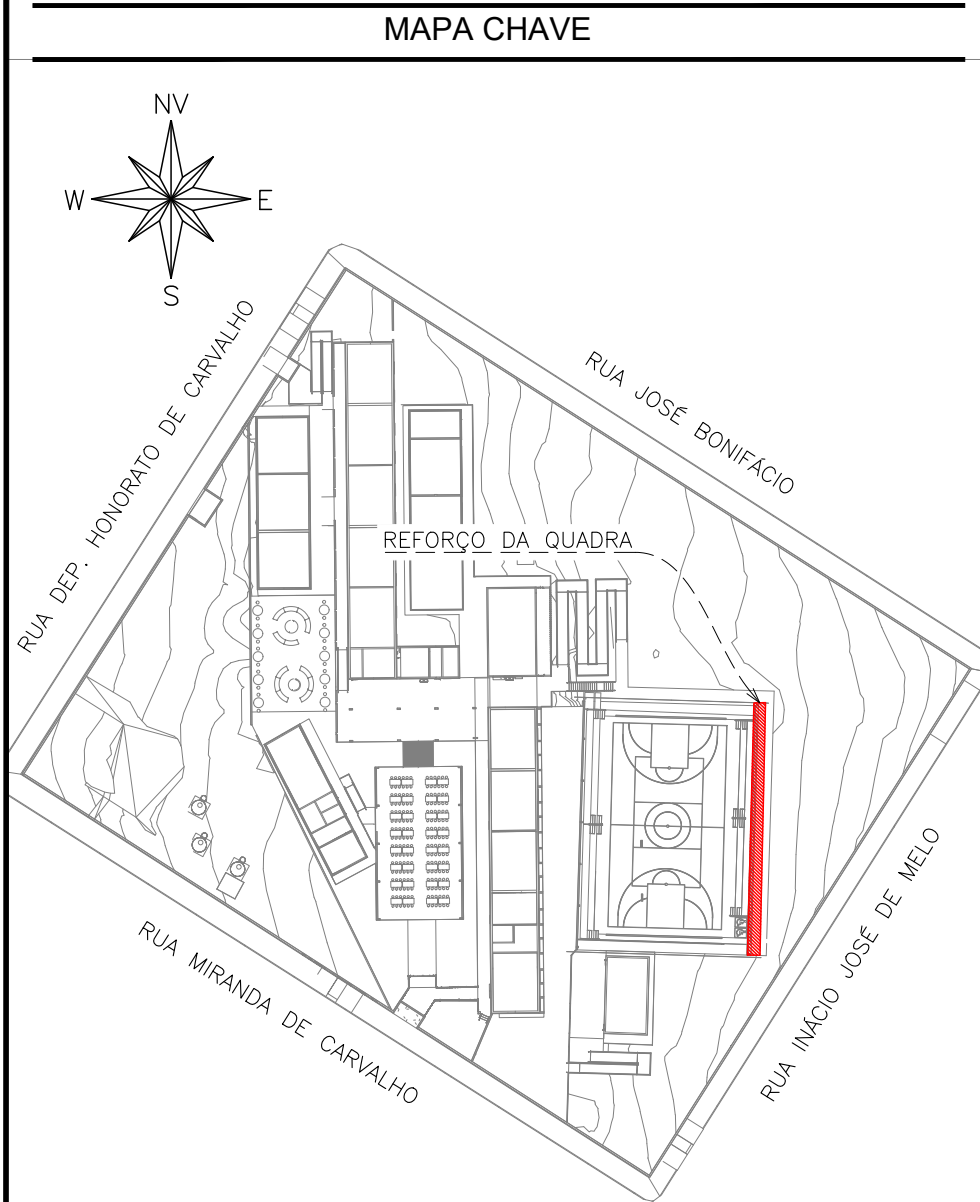 MAPA CHAVE
NV
W
E
S
RUA DEP. HONORATO DE CARVALHO
RUA JOSÉ BONIFÁCIO
REFORÇO DA QUADRA
RUA MIRANDA DE CARVALHO
RUA INÁCIO JOSÉ DE MELO